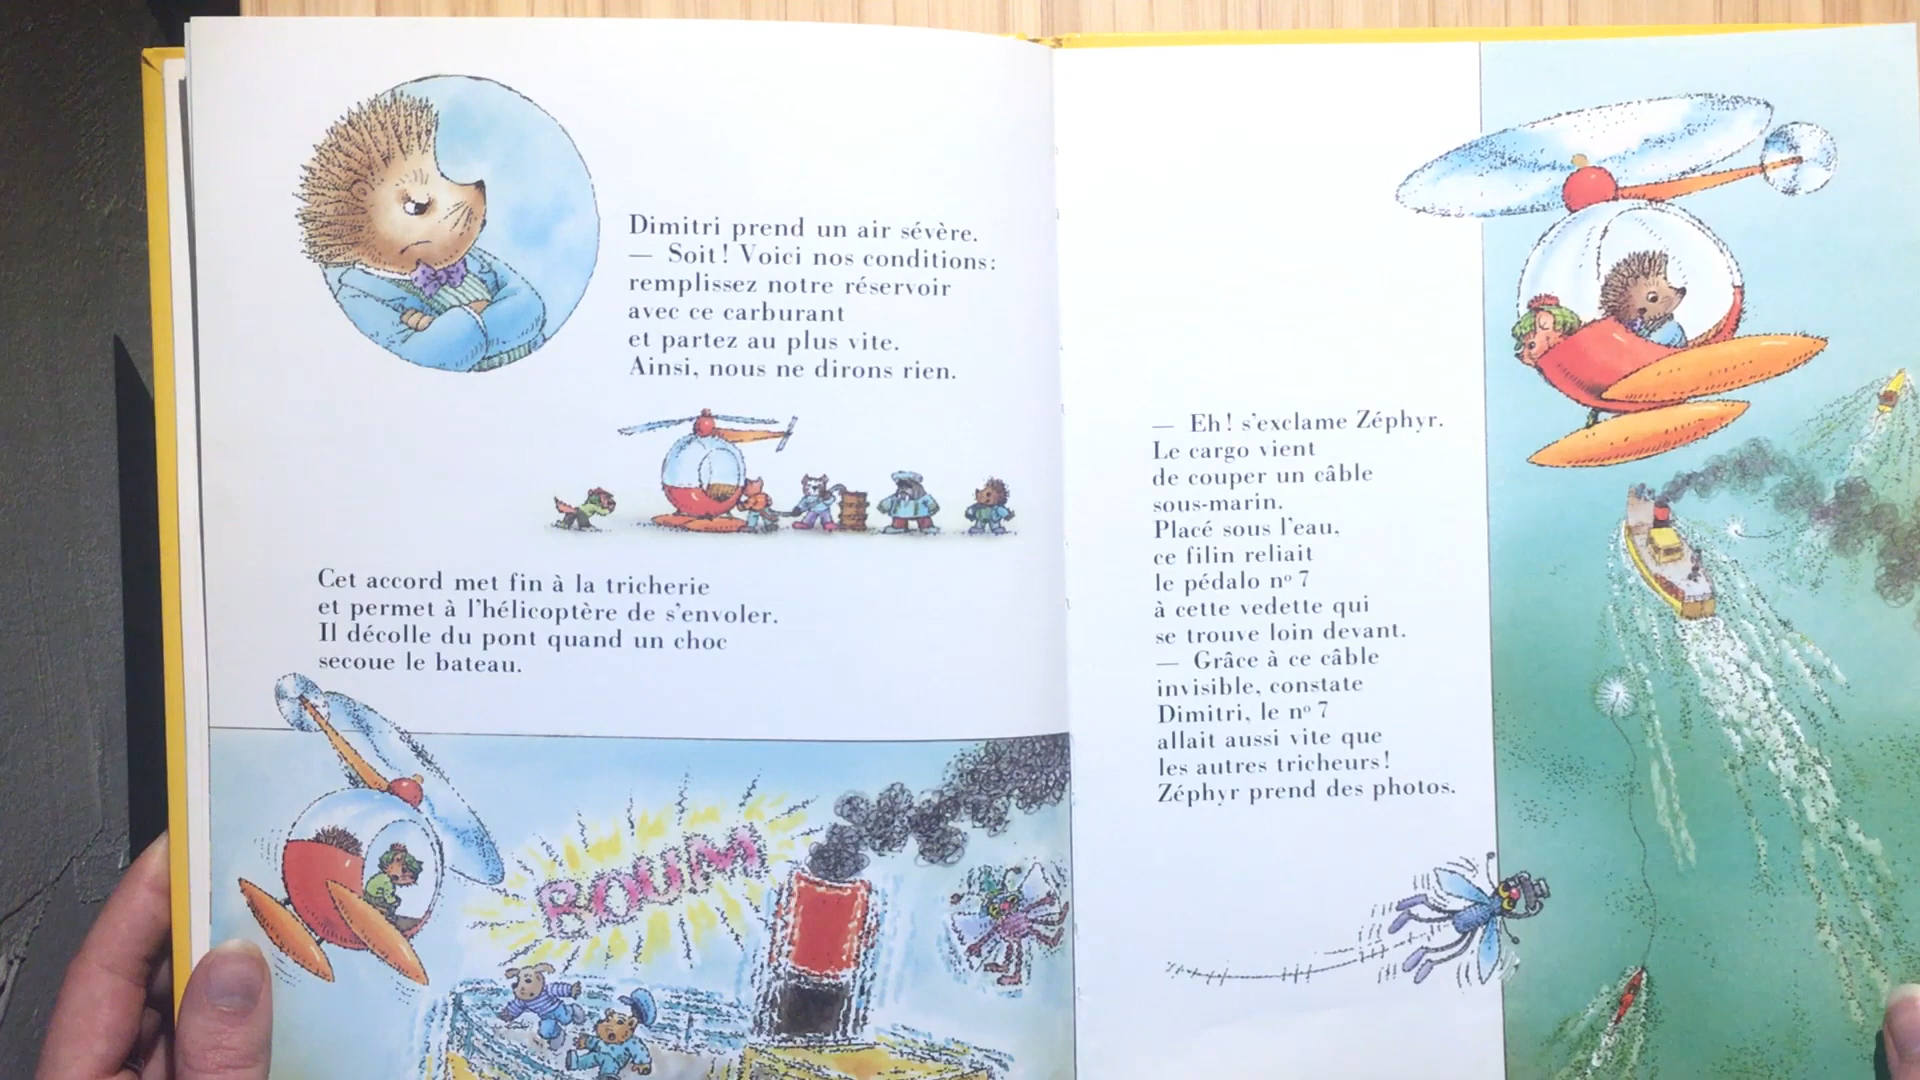 Dimitri prend un air sévère.
— Soit ! Voici nos conditions :
remplissez notre réservoir
avec ce carburant
et partez au plus vite.
Ainsi, nous ne dirons rien.
Cet accord met fin à la tricherie
et permet à l'hélicoptère de s'envoler.
Il décolle du pont quand un choc
secoue le bateau.
BOUM
— Eh ! s'exclame Zéphyr.
Le cargo vient
de couper un câble
sous-marin.
Placé sous l'eau,
ce filin reliait
le pédalo nº 7
à cette vedette qui
se trouve loin devant.
— Grâce à ce câble
invisible, constate
Dimitri, le nº 7
allait aussi vite que
les autres tricheurs !
Zéphyr prend des photos.